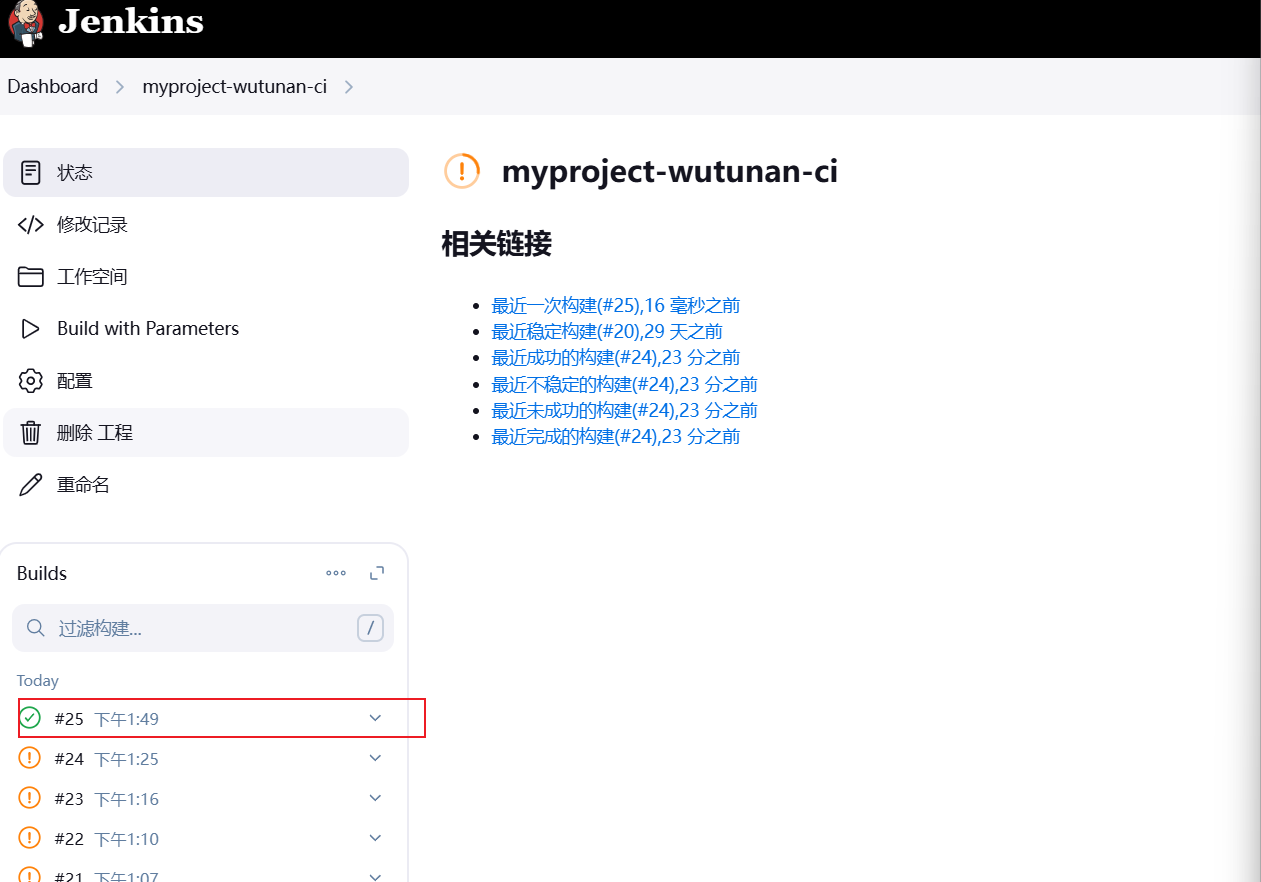 Jenkins
Dashboard
myproject-wutunan-ci
状态
修改记录
工作空间
Build with Parameters
配置
删除 工程
重命名
myproject-wutunan-ci
相关链接
最近一次构建(#25),16 毫秒之前
最近稳定构建(#20),29 天之前
最近成功的构建(#24),23 分之前
最近不稳定的构建(#24),23 分之前
最近未成功的构建(#24),23 分之前
最近完成的构建(#24),23 分之前
Builds
过滤构建...
/
Today
#25 下午1:49
#24 下午1:25
#23 下午1:16
#22 下午1:10
#21 下午1:07